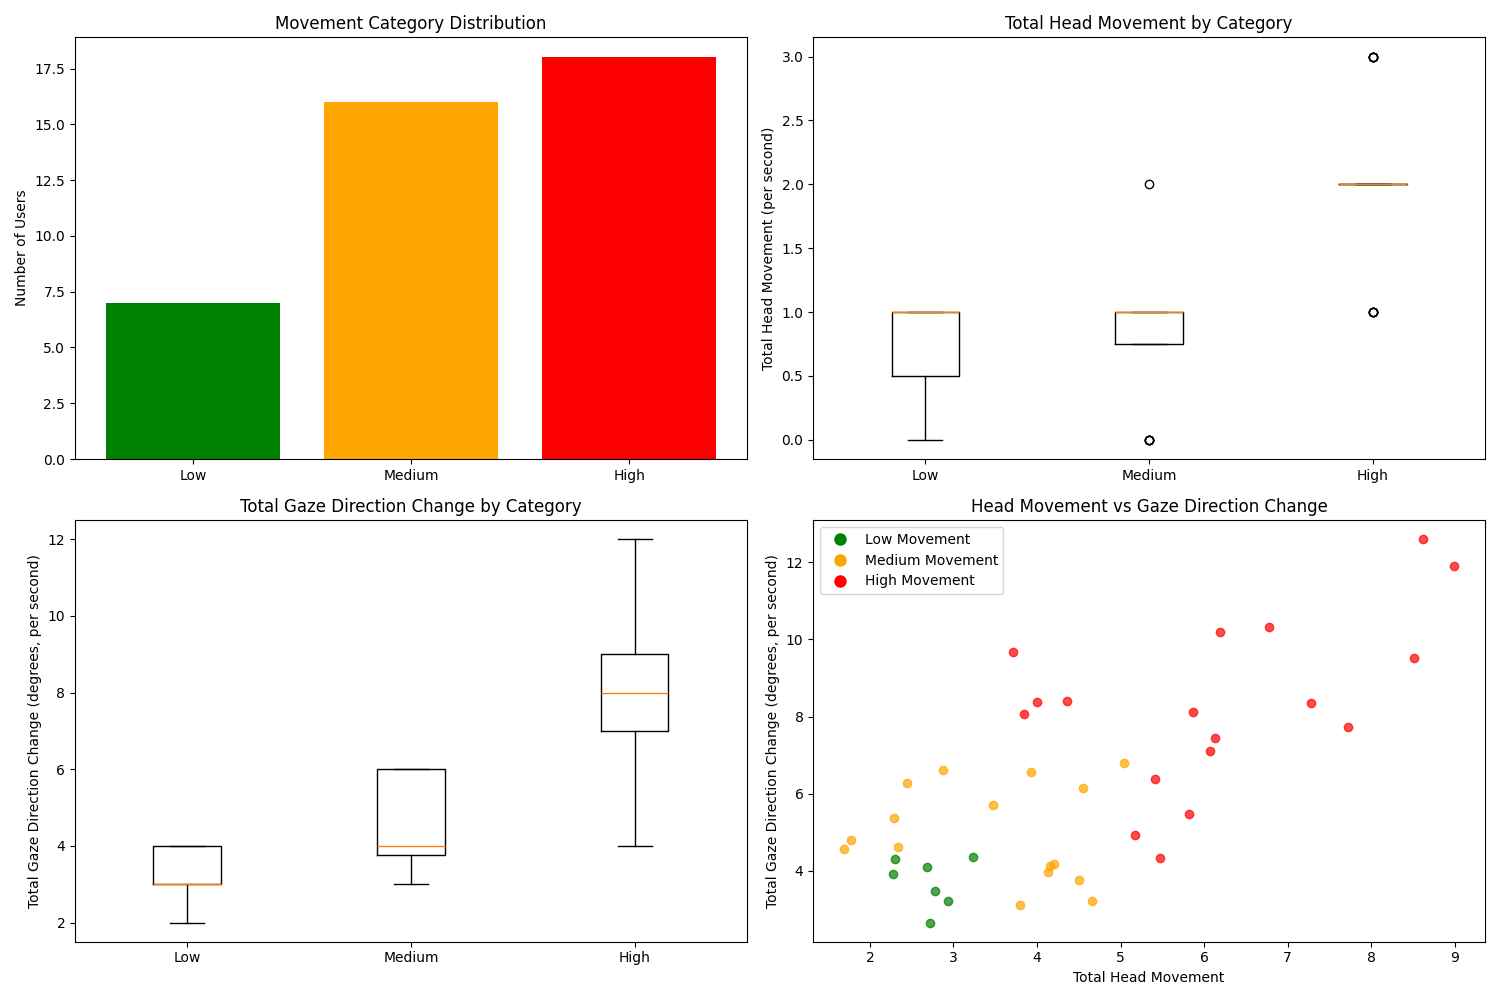 Movement Category Distribution
Number of Users
17.5
15.0
12.5
10.0
7.5
5.0
2.5
0.0
Low Medium High
Total Head Movement by Category
Total Head Movement (per second)
3.0
2.5
2.0
1.5
1.0
0.5
0.0
Low Medium High
Total Gaze Direction Change by Category
Total Gaze Direction Change (degrees, per second)
12
10
8
6
4
2
Low Medium High
Head Movement vs Gaze Direction Change
Total Gaze Direction Change (degrees, per second)
Low Movement
Medium Movement
High Movement
12
10
8
6
4
2 3 4 5 6 7 8 9
Total Head Movement